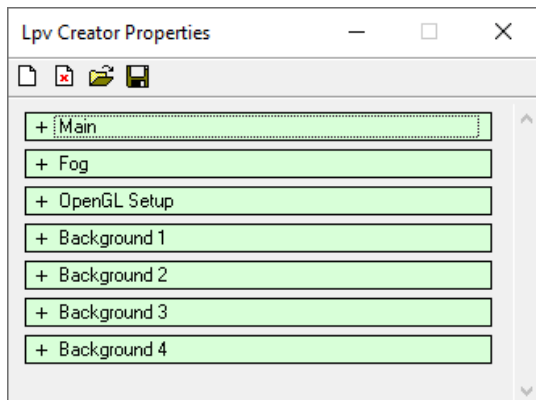 Lpv Creator Properties
+ Main
+ Fog
+ OpenGL Setup
+ Background 1
+ Background 2
+ Background 3
+ Background 4